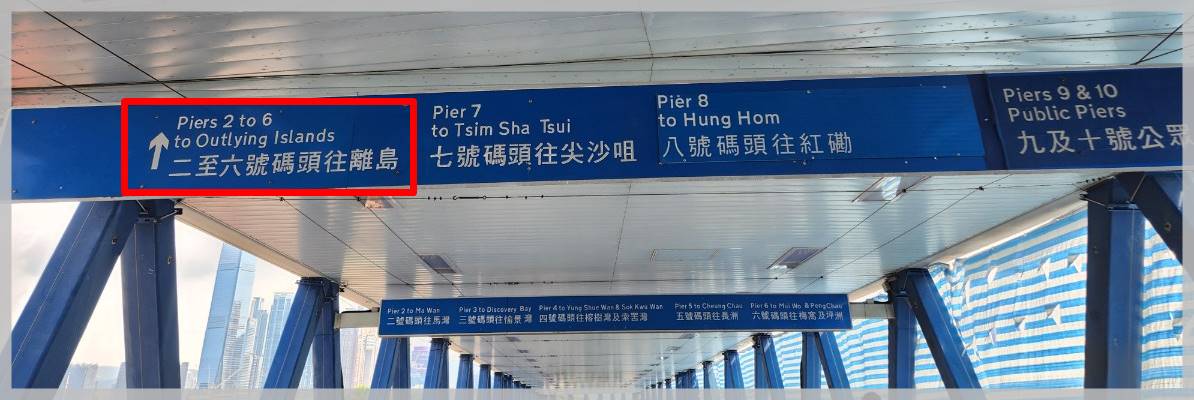 Piers 2 to 6
to Outlying Islands
二至六號碼頭往離島
Pier 7
to Tsim Sha Tsui
七號碼頭往尖沙咀
Pier 8
to Hung Hom
八號碼頭往紅磡
Piers 9 & 10
Public Piers
九及十號公眾
Pier 2 to Ma Wan
二號碼頭往馬灣
Pier 3 to Discovery Bay
三號碼頭往愉景灣
Pier 4 to Yung Shue Wan & Sok Kwu Wan
四號碼頭往榕樹灣及索罟灣
Pier 5 to Cheung Chau
五號碼頭往長洲
Pier 6 to Mui Wo & Peng Chau
六號碼頭往梅窩及坪洲